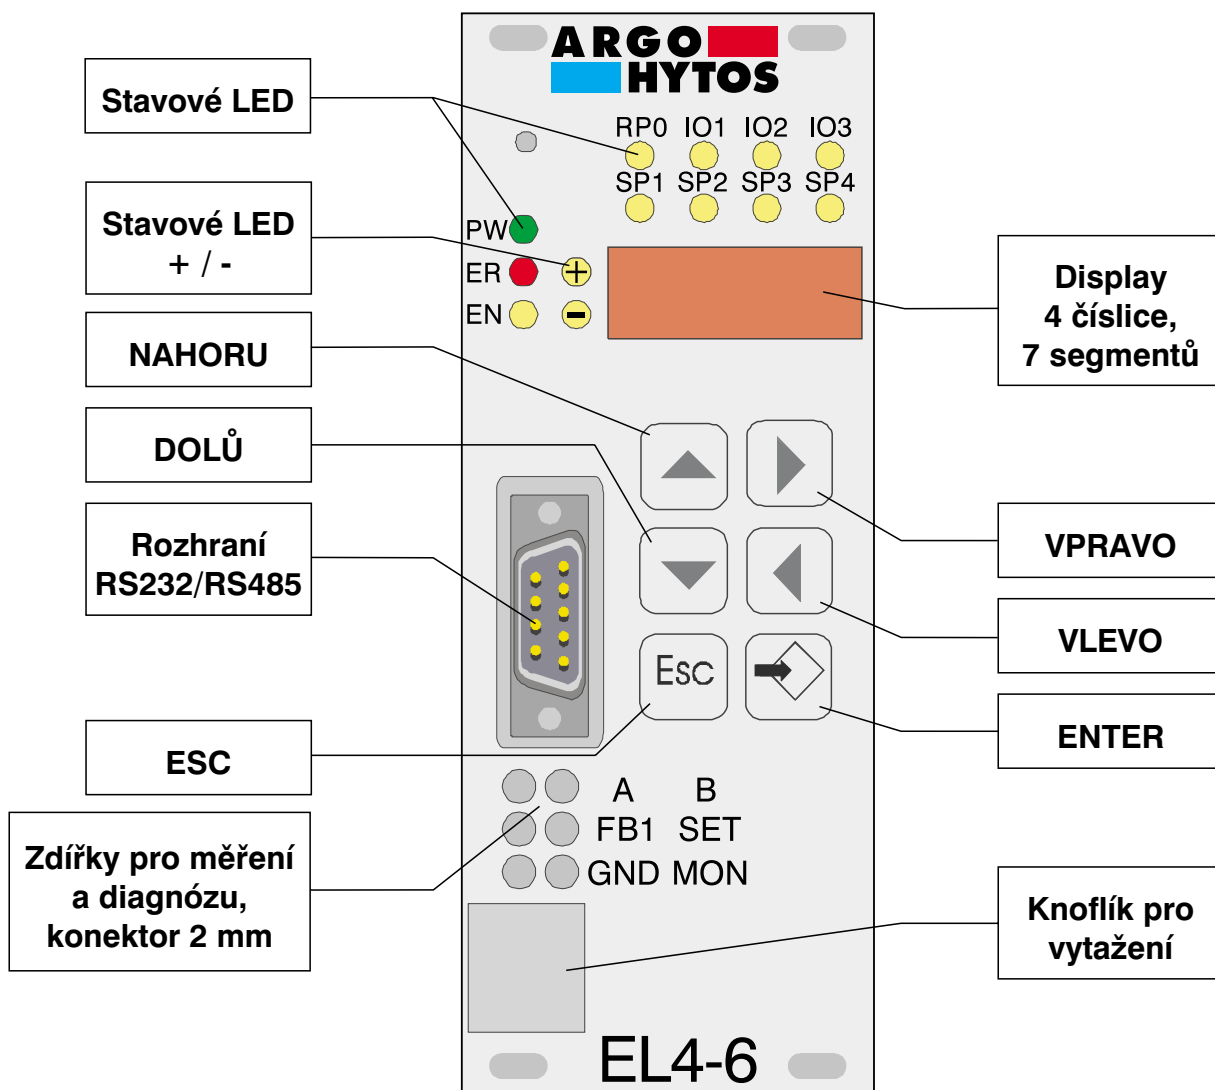 ARGO
HYTOS
Stavové LED
RP0 IO1 IO2 IO3
SP1 SP2 SP3 SP4
Stavové LED
+ / -
PW
ER +
EN -
Display
4 číslice,
7 segmentů
NAHORU
DOLŮ
Rozhraní
RS232/RS485
VPRAVO
VLEVO
Esc
ESC
ENTER
A B
FB1 SET
GND MON
Zdířky pro měření
a diagnózu,
konektor 2 mm
Knoflík pro
vytažení
EL4-6